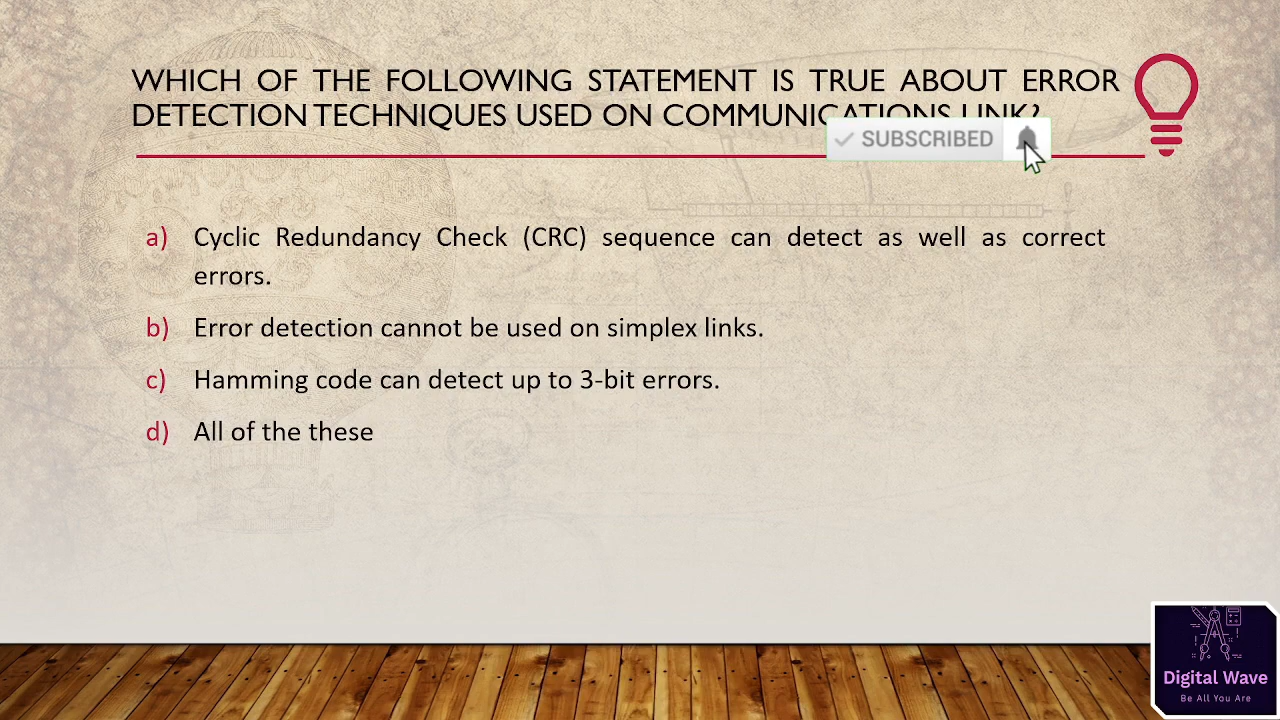 WHICH OF THE FOLLOWING STATEMENT IS TRUE ABOUT ERROR
DETECTION TECHNIQUES USED ON COMMUNICATIONS LINK?
SUBSCRIBED
a) Cyclic Redundancy Check (CRC) sequence can detect as well as correct
errors.
b) Error detection cannot be used on simplex links.
c) Hamming code can detect up to 3-bit errors.
d) All of the these
Digital Wave
Be All You Are